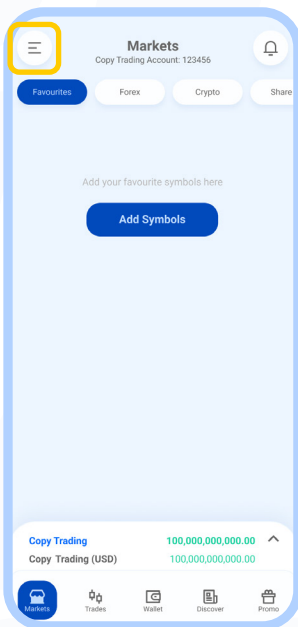 Markets
Copy Trading Account: 123456
Favourites Forex Crypto Share
Add your favourite symbols here
Add Symbols
Copy Trading 100,000,000,000.00
Copy Trading (USD) 100,000,000,000.00
Markets Trades Wallet Discover Promo